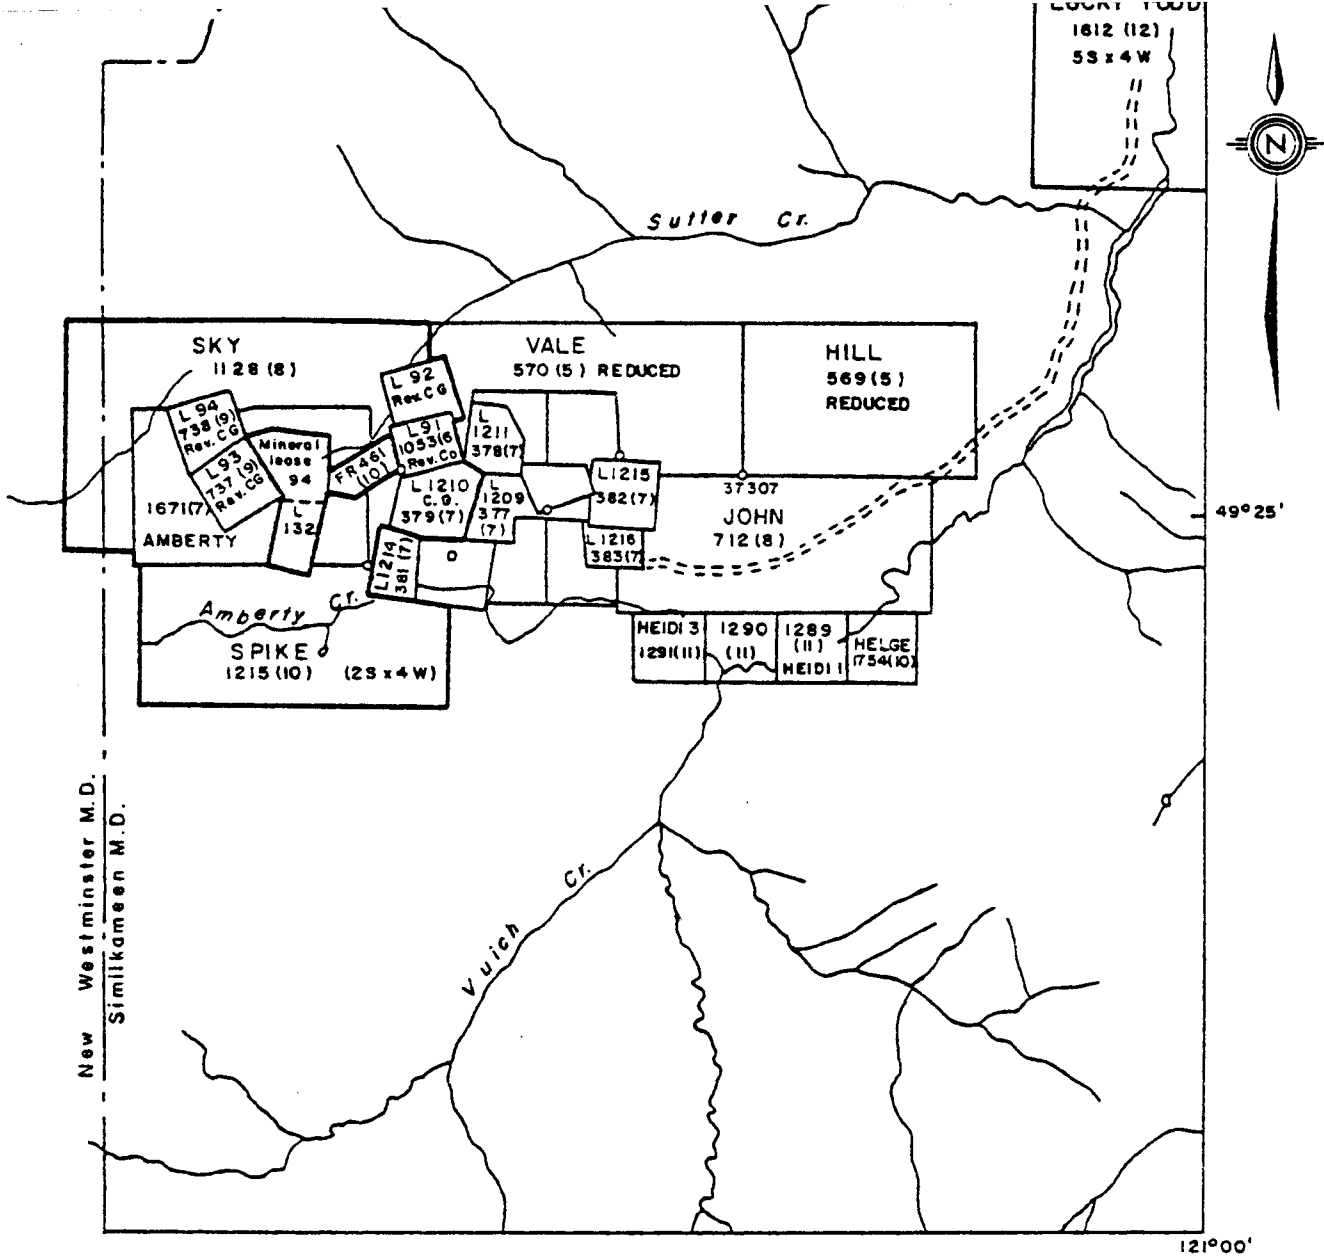 LUCKY TODD
1612 (12)
5S x 4W
N
Sutter Cr.
SKY
1128 (8)
VALE
570 (5) REDUCED
HILL
569 (5)
REDUCED
L 92
Rev. C G
L 94
738 (9)
Rev. CG
L 93
737 (9)
Rev. CG
Mineral
lease
94
L
132
FR 461
(10)
L 91
1053(6
Rev. CG
L
1211
378(7)
L 1210
C.G.
379 (7)
L
1209
377
(7)
L1215
382(7)
L1216
383(7)
L1214
381 (7)
1671(7)
AMBERTY
37307
JOHN
712 (8)
49°25'
Amberty Cr.
SPIKE
1215 (10) (2S x 4W)
HEIDI 3
1291(11)
1290
(11)
1289
(11)
HEIDI 1
HELGE
1754(10)
New Westminster M.D.
Similkameen M.D.
Vuich Cr.
121°00'